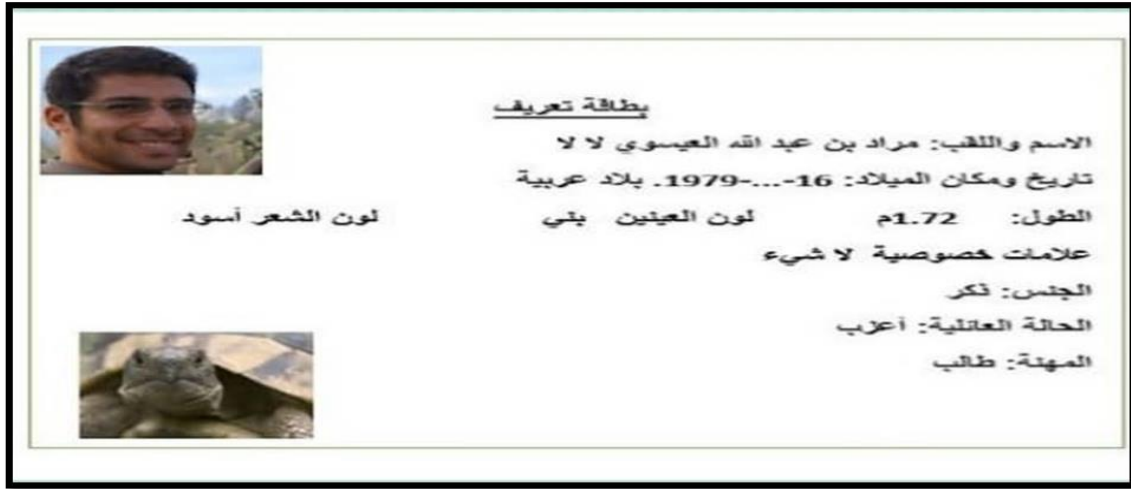 بطاقة تعريف
الاسم واللقب: مراد بن عبد الله العيسوي لا لا
تاريخ ومكان الميلاد: 16-...-1979. بلاد عربية
الطول: 1.72م لون العينين بني لون الشعر أسود
علامات خصوصية لا شيء
الجنس: ذكر
الحالة العائلية: أعزب
المهنة: طالب